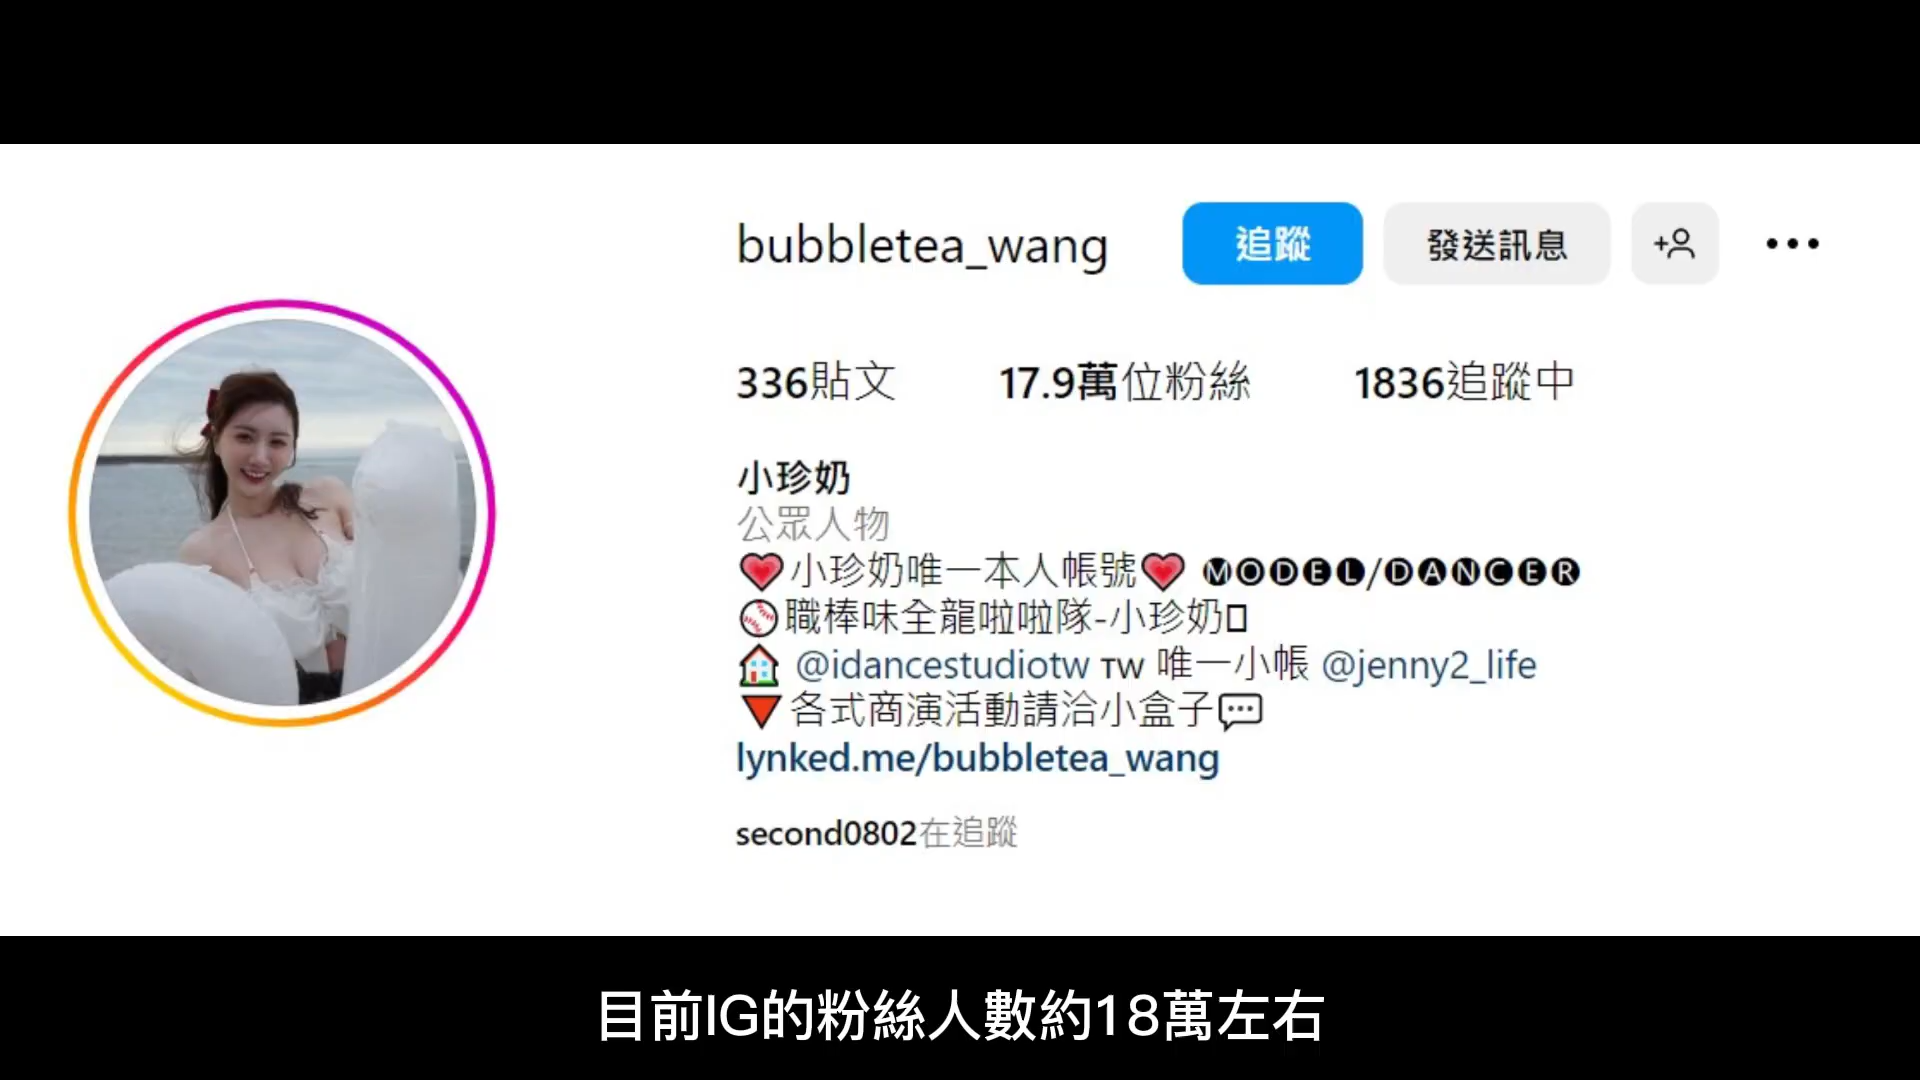 bubbletea_wang 追蹤 發送訊息
336貼文 17.9萬位粉絲 1836追蹤中
小珍奶
公眾人物
❤️小珍奶唯一本人帳號❤️ 🅜🅞🅓🅔🅛/🅓🅐🅝🅒🅔🅡
⚾職棒味全龍啦啦隊-小珍奶
🏠 @idancestudiotw ᴛᴡ 唯一小帳 @jenny2_life
🔻各式商演活動請洽小盒子💬
lynked.me/bubbletea_wang
second0802在追蹤
目前IG的粉絲人數約18萬左右